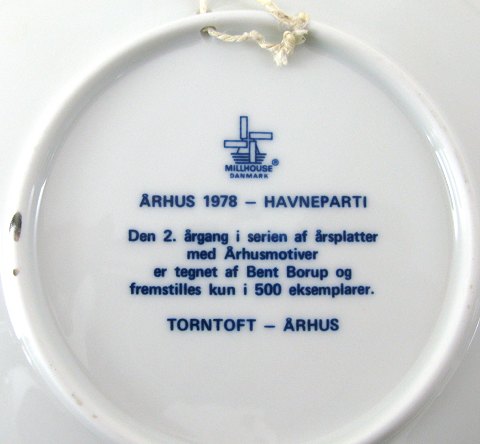 MILLHOUSE ®
DANMARK
ÅRHUS 1978 — HAVNEPARTI
Den 2. årgang i serien af årsplatter
med Århusmotiver
er tegnet af Bent Borup og
fremstilles kun i 500 eksemplarer.
TORNTOFT — ÅRHUS